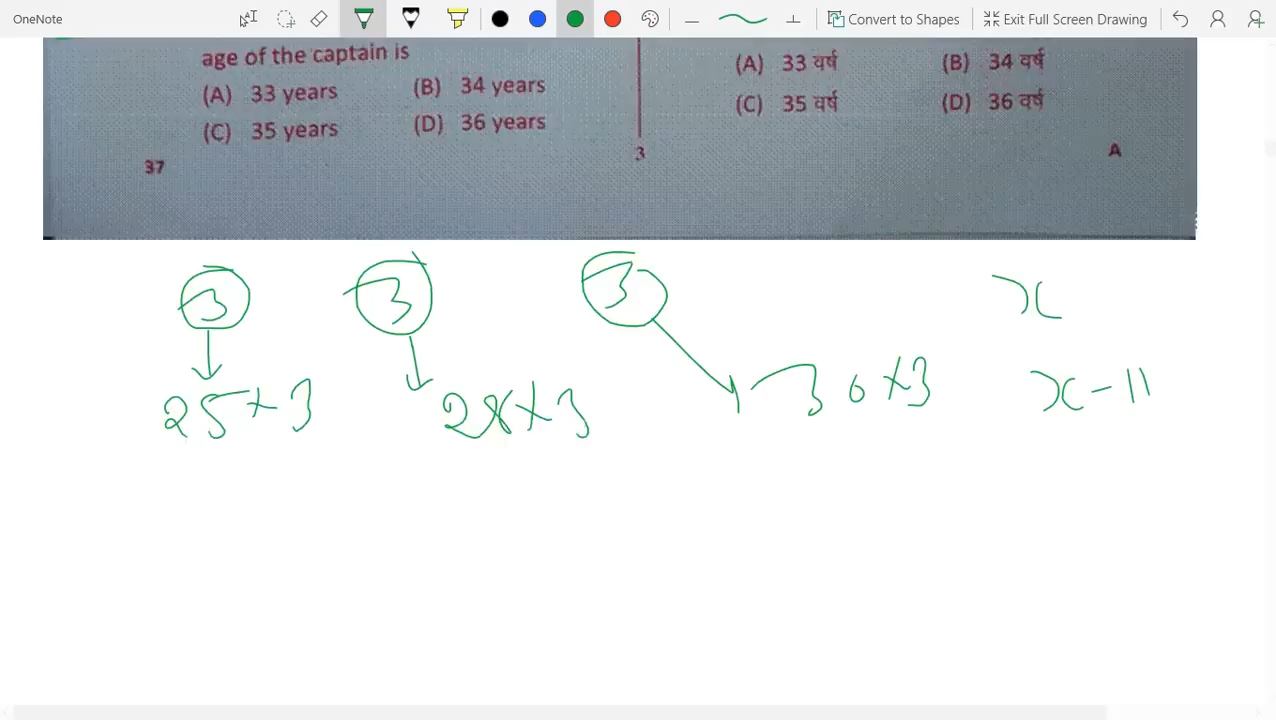 OneNote
Convert to Shapes
Exit Full Screen Drawing
age of the captain is
(A) 33 years (B) 34 years
(C) 35 years (D) 36 years
37
(A) 33 वर्ष (B) 34 वर्ष
(C) 35 वर्ष (D) 36 वर्ष
3 A
3 3 3 x
25 × 3 28 × 3 30 × 3 x - 11